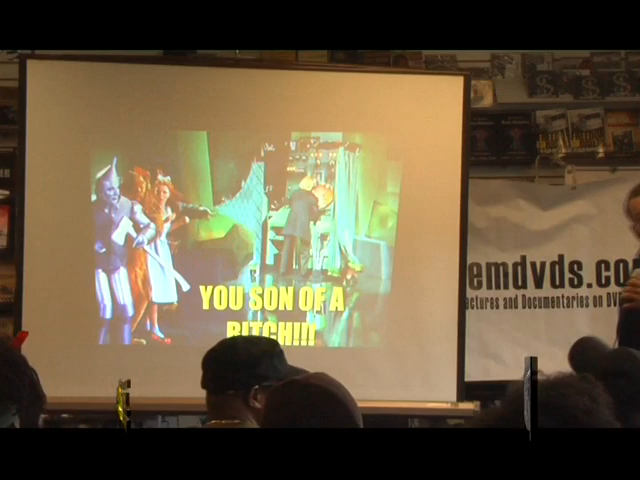 YOU SON OF A
BITCH!!!
emdvds.co
ectures and Documentaries on DV